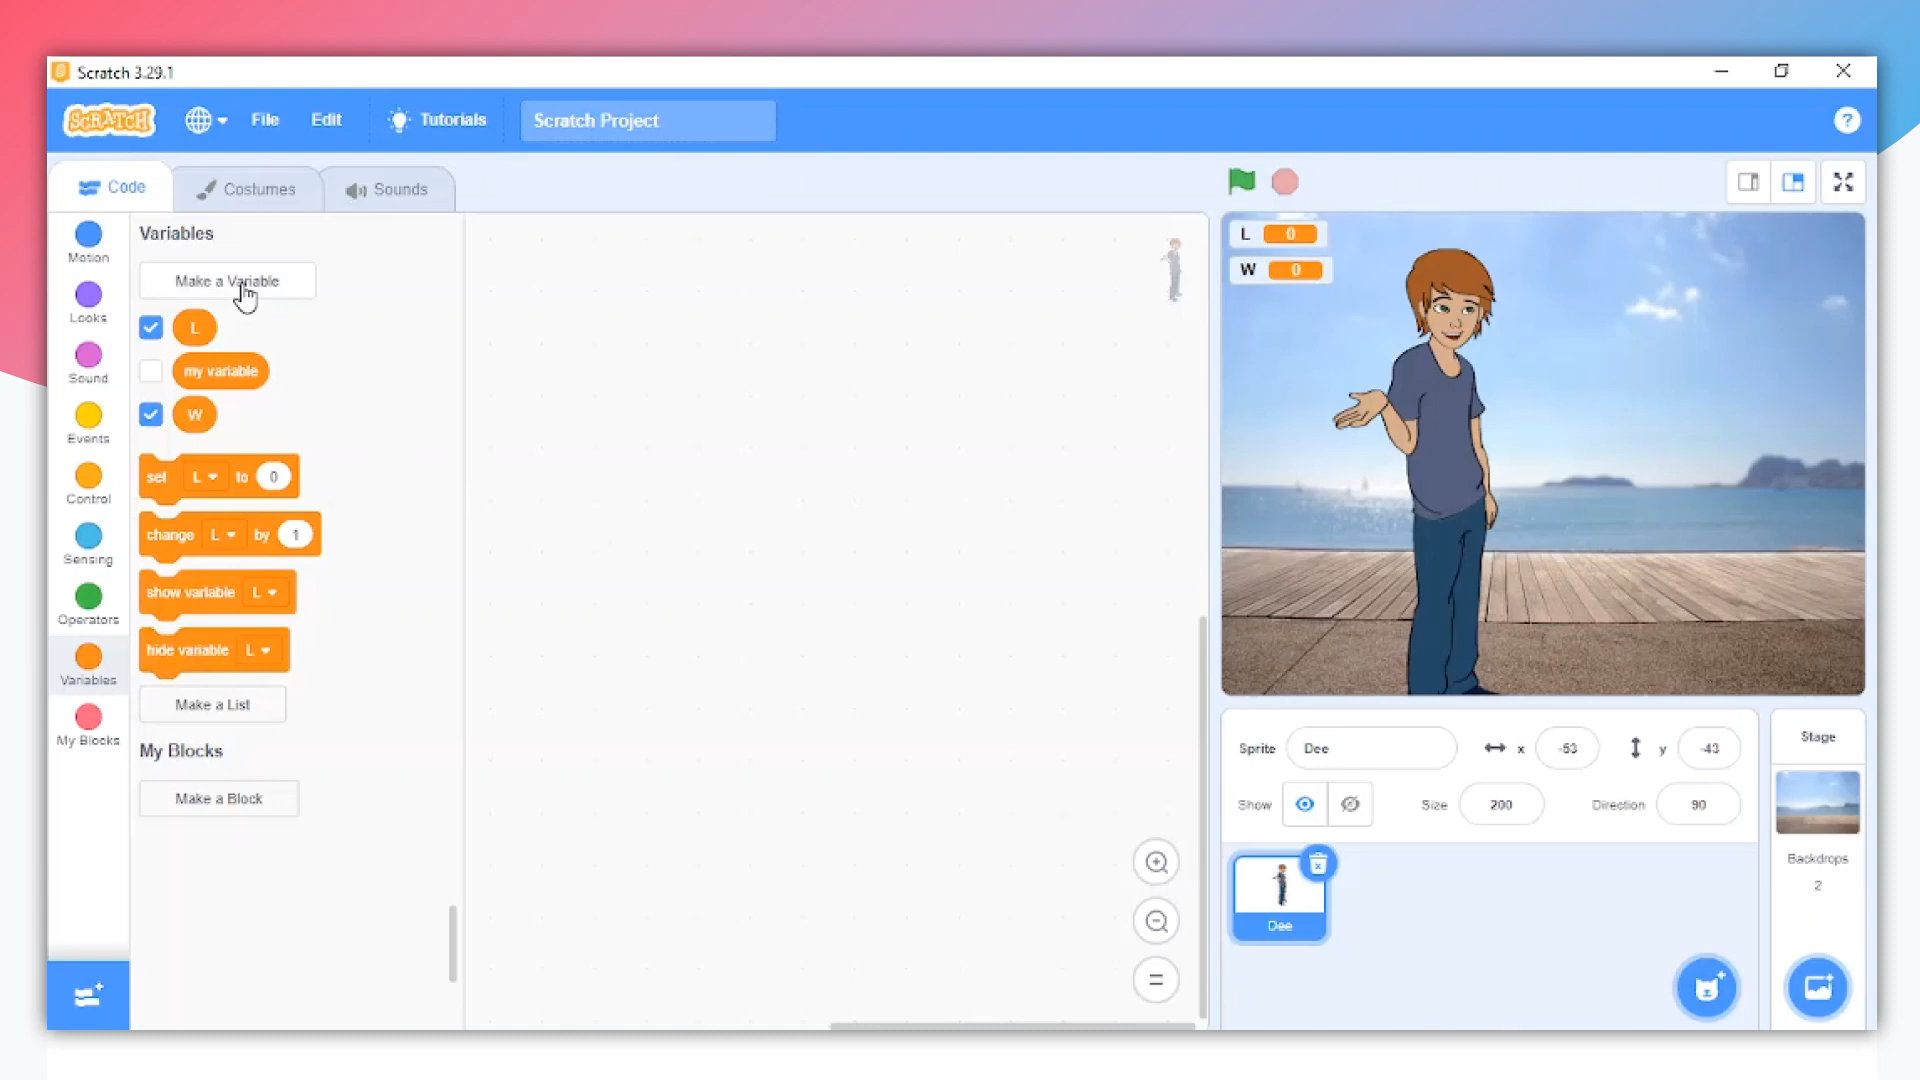 Scratch 3.29.1
SCRATCH File Edit Tutorials Scratch Project ?
Code Costumes Sounds
Motion
Looks
Sound
Events
Control
Sensing
Operators
Variables
My Blocks
Variables
Make a Variable
L
my variable
W
set L to 0
change L by 1
show variable L
hide variable L
Make a List
My Blocks
Make a Block
L 0
W 0
Sprite Dee x -53 y -43
Show Size 200 Direction 90
Dee
Stage
Backdrops
2